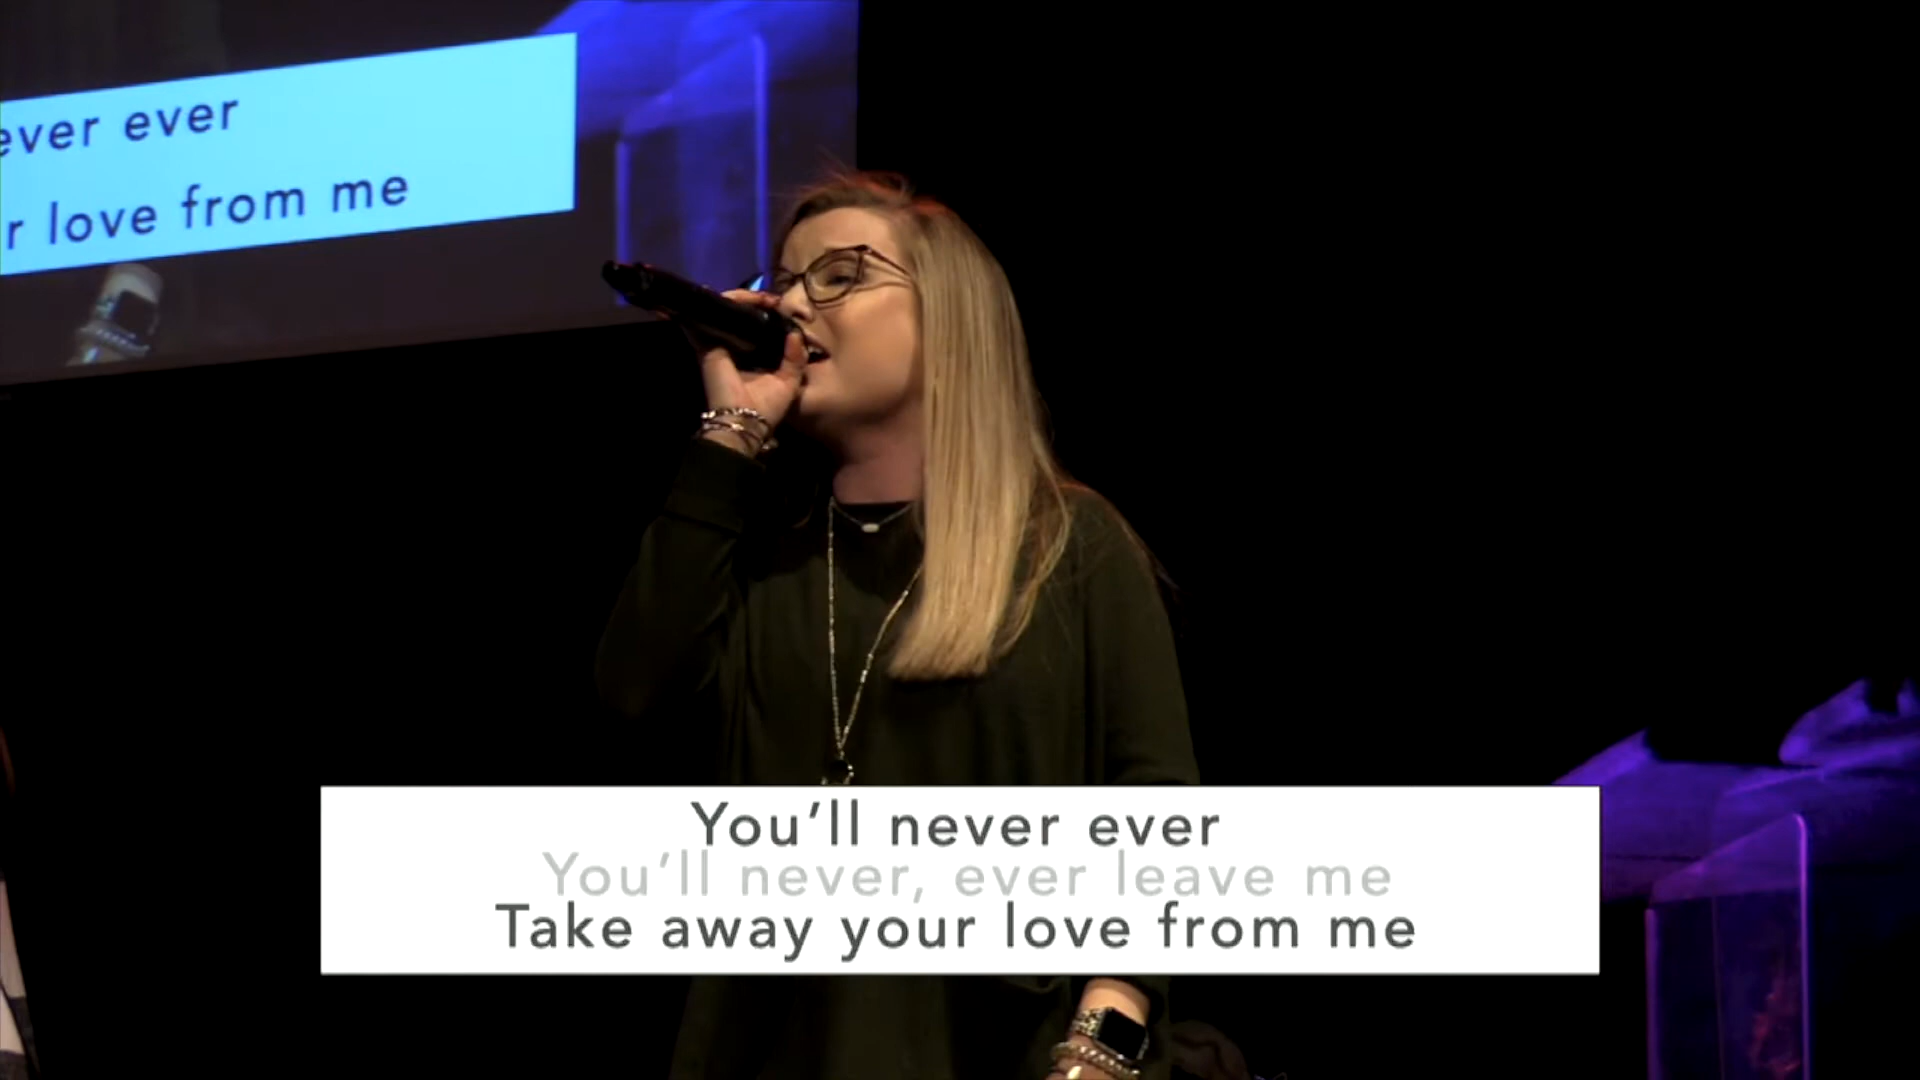 ever ever
r love from me
You'll never ever
You'll never, ever leave me
Take away your love from me